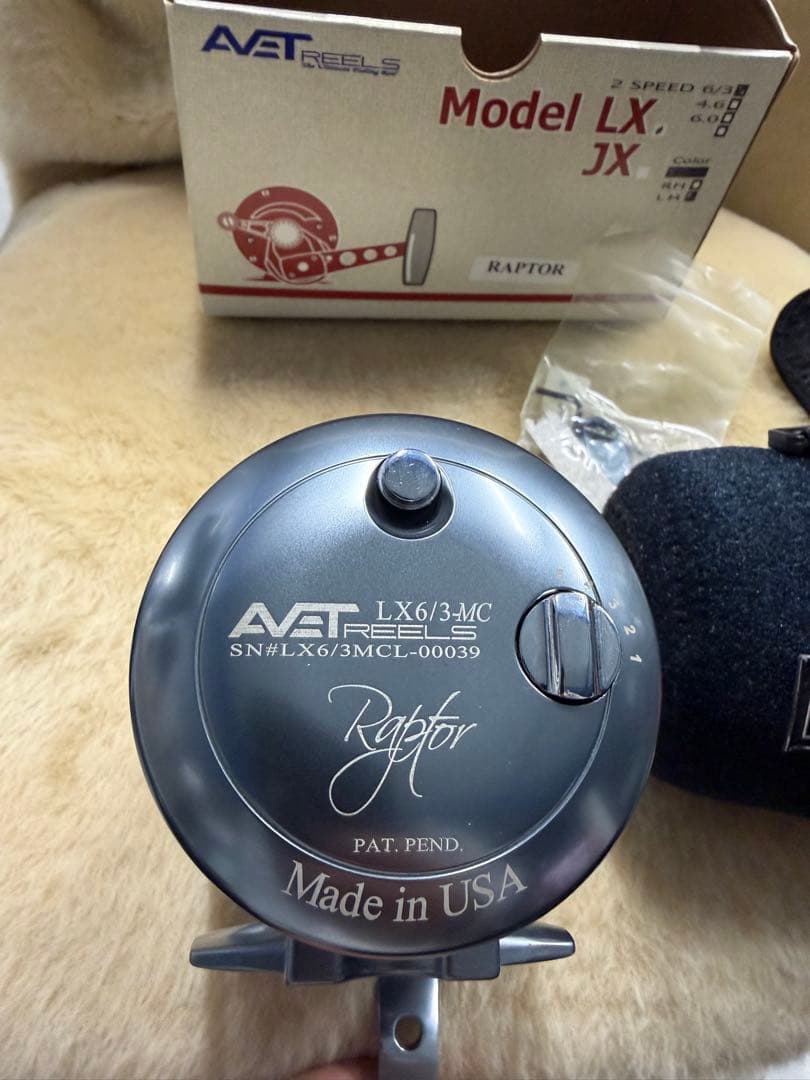 AVET REELS
2 SPEED 6/3
4.6
6.0
Model LX
JX
Color
RH
LH
RAPTOR
AVET REELS LX6/3-MC
SN#LX6/3MCL-00039
Raptor
PAT. PEND.
Made in USA
3
2
1